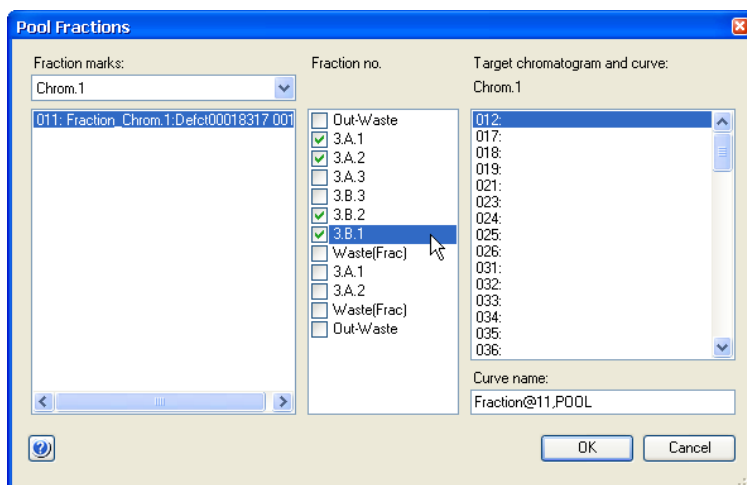 Pool Fractions
Fraction marks:
Chrom.1
011: Fraction_Chrom.1:Defct00018317 001
Fraction no.
Out-Waste
3.A.1
3.A.2
3.A.3
3.B.3
3.B.2
3.B.1
Waste(Frac)
3.A.1
3.A.2
Waste(Frac)
Out-Waste
Target chromatogram and curve:
Chrom.1
012:
017:
018:
019:
021:
023:
024:
025:
026:
031:
032:
033:
034:
035:
036:
Curve name:
Fraction@11,POOL
OK
Cancel